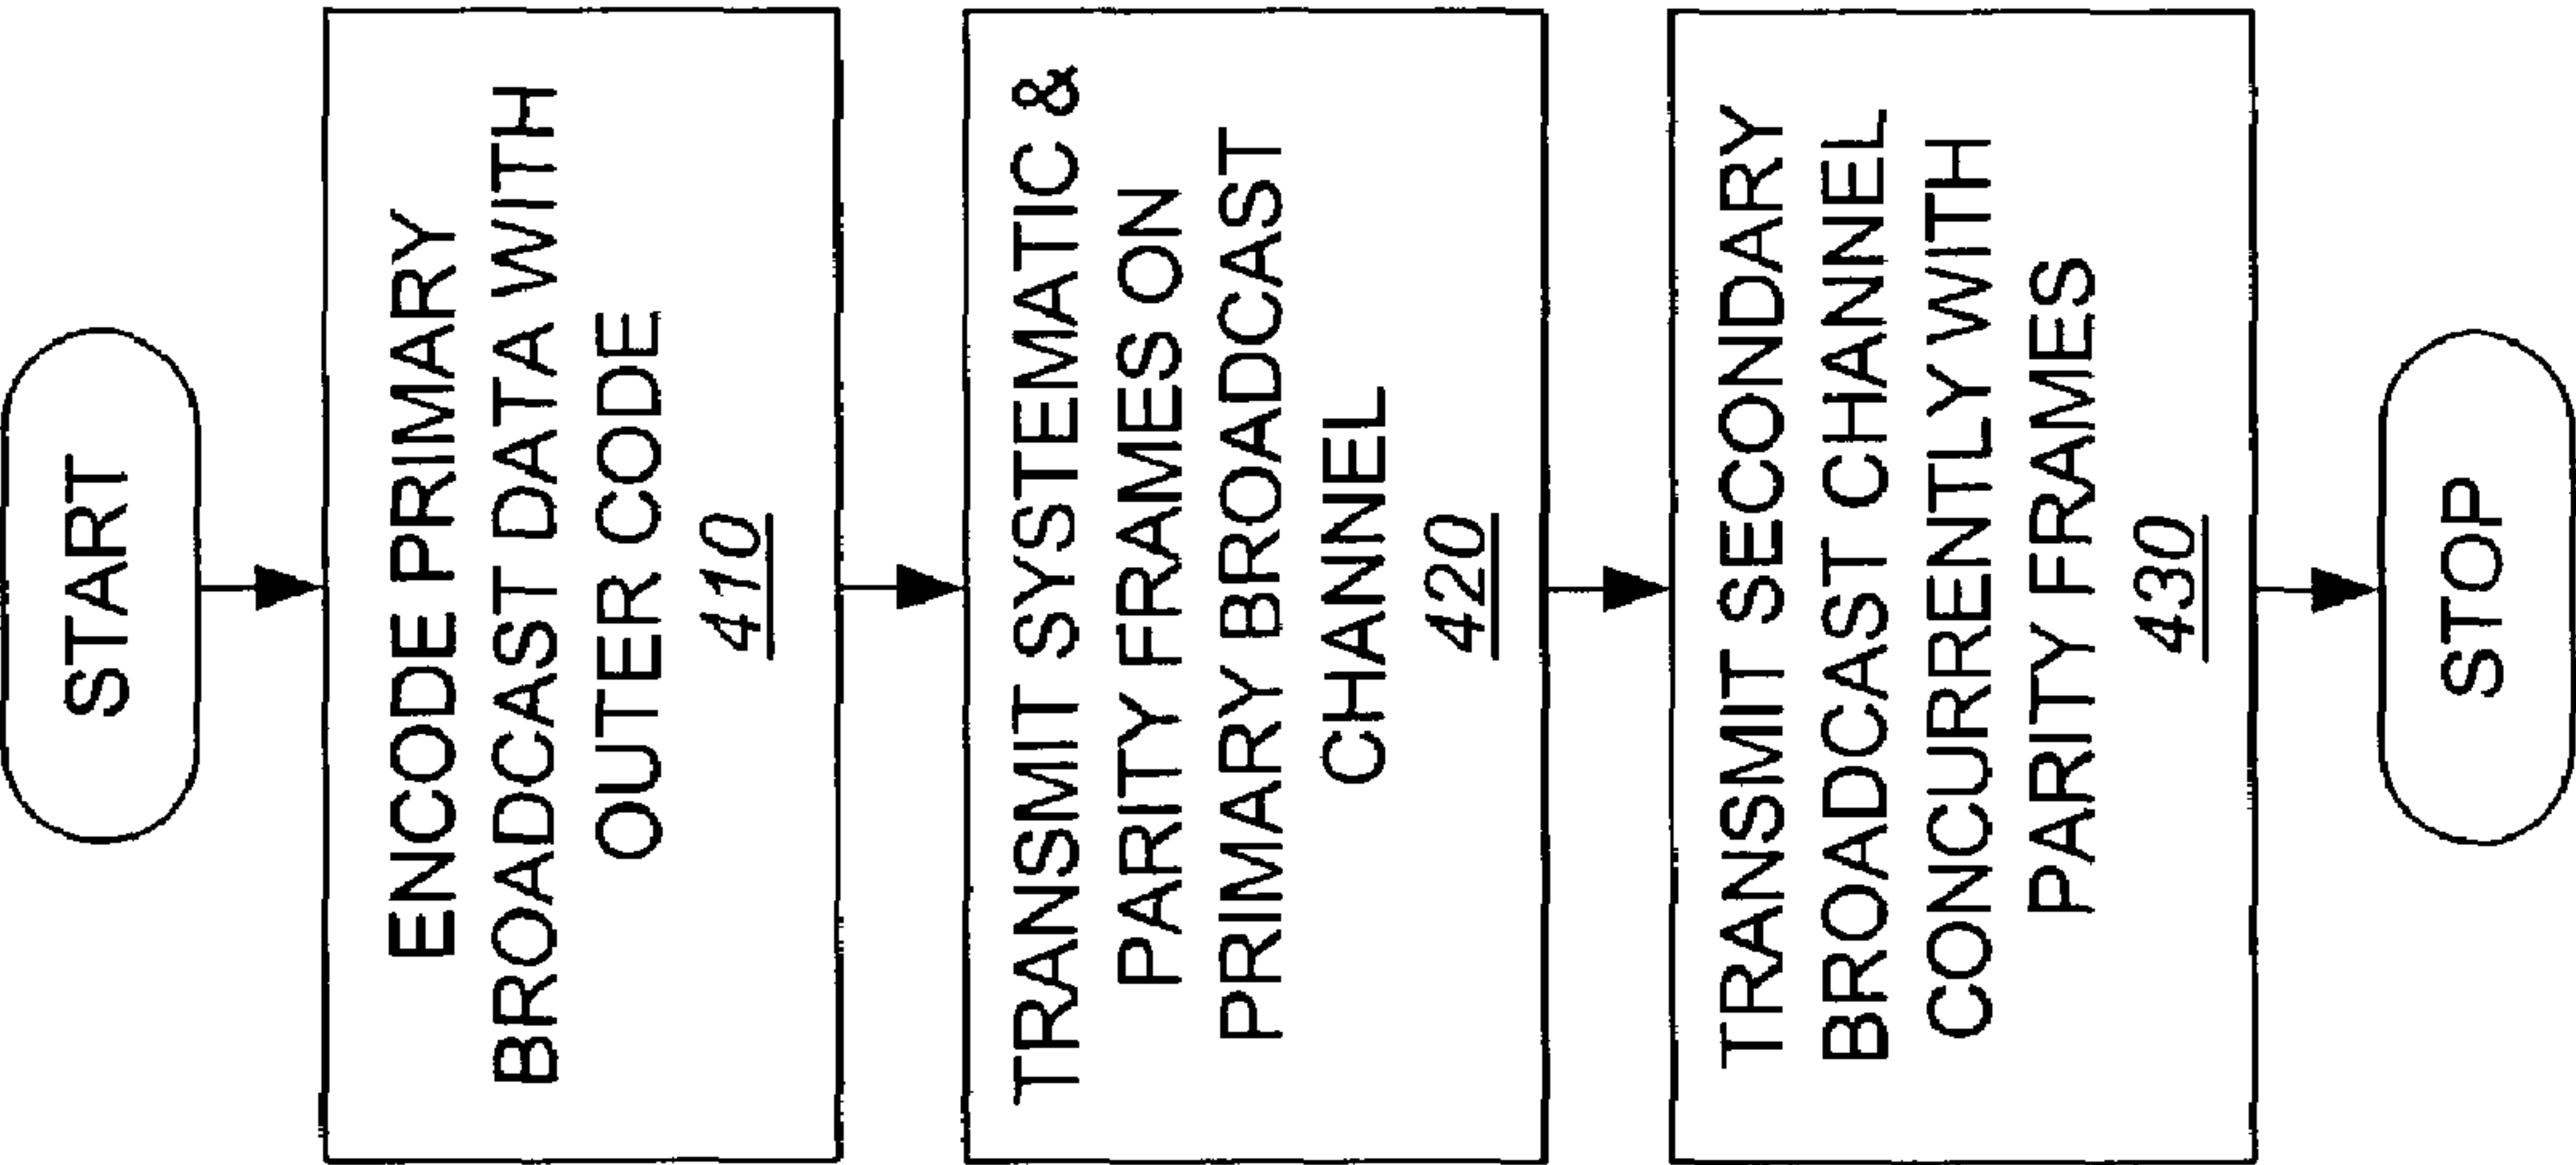 START
ENCODE PRIMARY
BROADCAST DATA WITH
OUTER CODE
410
TRANSMIT SYSTEMATIC &
PARITY FRAMES ON
PRIMARY BROADCAST
CHANNEL
420
TRANSMIT SECONDARY
BROADCAST CHANNEL
CONCURRENTLY WITH
PARITY FRAMES
430
STOP